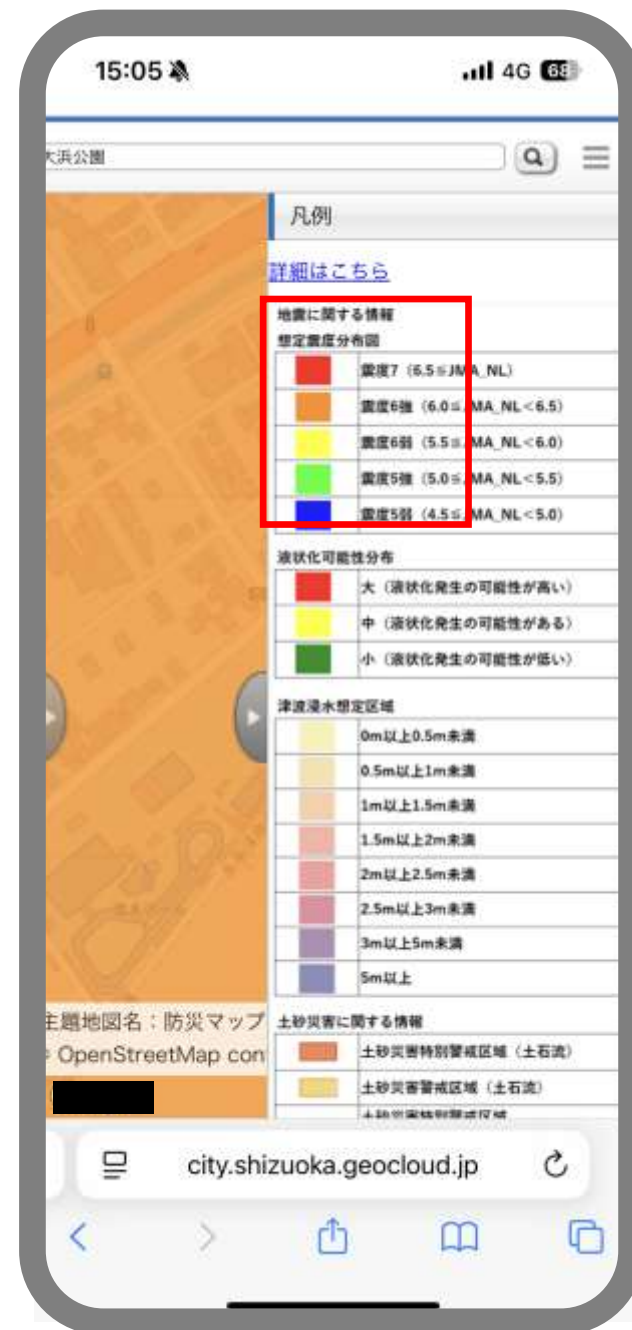 15:05
4G 68
大浜公園
凡例
詳細はこちら
地震に関する情報
想定震度分布図
震度7（6.5≦JMA_NL）
震度6強（6.0≦JMA_NL＜6.5）
震度6弱（5.5≦JMA_NL＜6.0）
震度5強（5.0≦JMA_NL＜5.5）
震度5弱（4.5≦JMA_NL＜5.0）
液状化可能性分布
大（液状化発生の可能性が高い）
中（液状化発生の可能性がある）
小（液状化発生の可能性が低い）
津波浸水想定区域
0m以上0.5m未満
0.5m以上1m未満
1m以上1.5m未満
1.5m以上2m未満
2m以上2.5m未満
2.5m以上3m未満
3m以上5m未満
5m以上
主題地図名：防災マップ
OpenStreetMap con
土砂災害に関する情報
土砂災害特別警戒区域（土石流）
土砂災害警戒区域（土石流）
土砂災害特別警戒区域
city.shizuoka.geocloud.jp